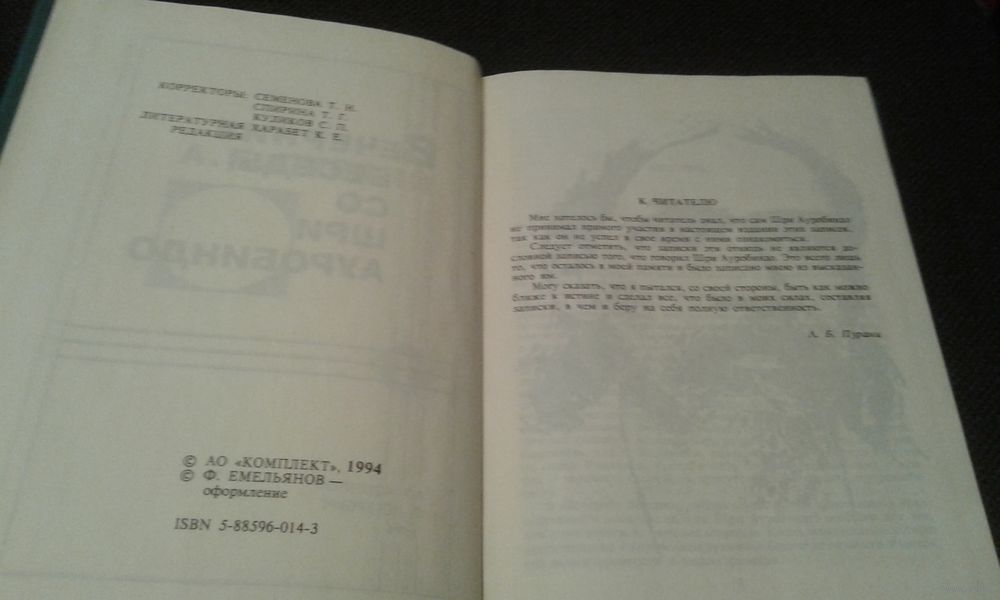 КОРРЕКТОРЫ: СЕМЕНОВА Т. Н.
СПИРИНА Т. Г.
КУЛИКОВ С. П.
ЛИТЕРАТУРНАЯ ХАРАБЕТ К. Е.
РЕДАКЦИЯ
© АО «КОМПЛЕКТ», 1994
© Ф. ЕМЕЛЬЯНОВ —
оформление
ISBN 5-88596-014-3
К ЧИТАТЕЛЮ
Мне хотелось бы, чтобы читатель знал, что сам Шри Ауробиндо
не принимал прямого участия в настоящем издании этих записок,
так как он не успел в свое время с ними ознакомиться.
Следует отметить, что записки эти отнюдь не являются до-
словной записью того, что говорил Шри Ауробиндо. Это всего лишь
то, что осталось в моей памяти и было записано мною из высказан-
ного им.
Могу сказать, что я пытался, со своей стороны, быть как можно
ближе к истине и сделал все, что было в моих силах, составляя
записки, в чем и беру на себя полную ответственность.
А. Б. Пурани